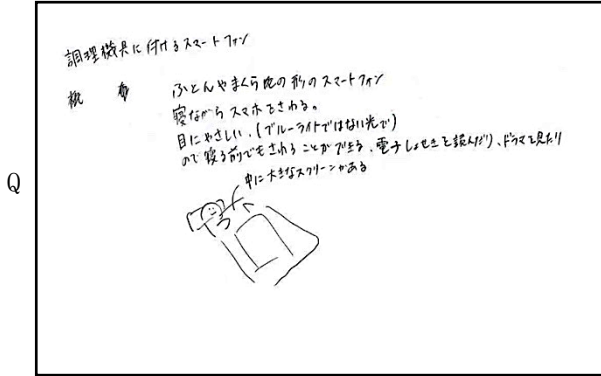 調理機具に付けるスマートフォン
ふとんやまくら の形のスマートフォン
寝ながらスマホをさわる。
目にやさしい、(ブルーライトではない光で)
ので寝る前でもさわることができる、電子しょせきを読んだり、ドラマを見たり
中に大きなスクリーンがある
Q